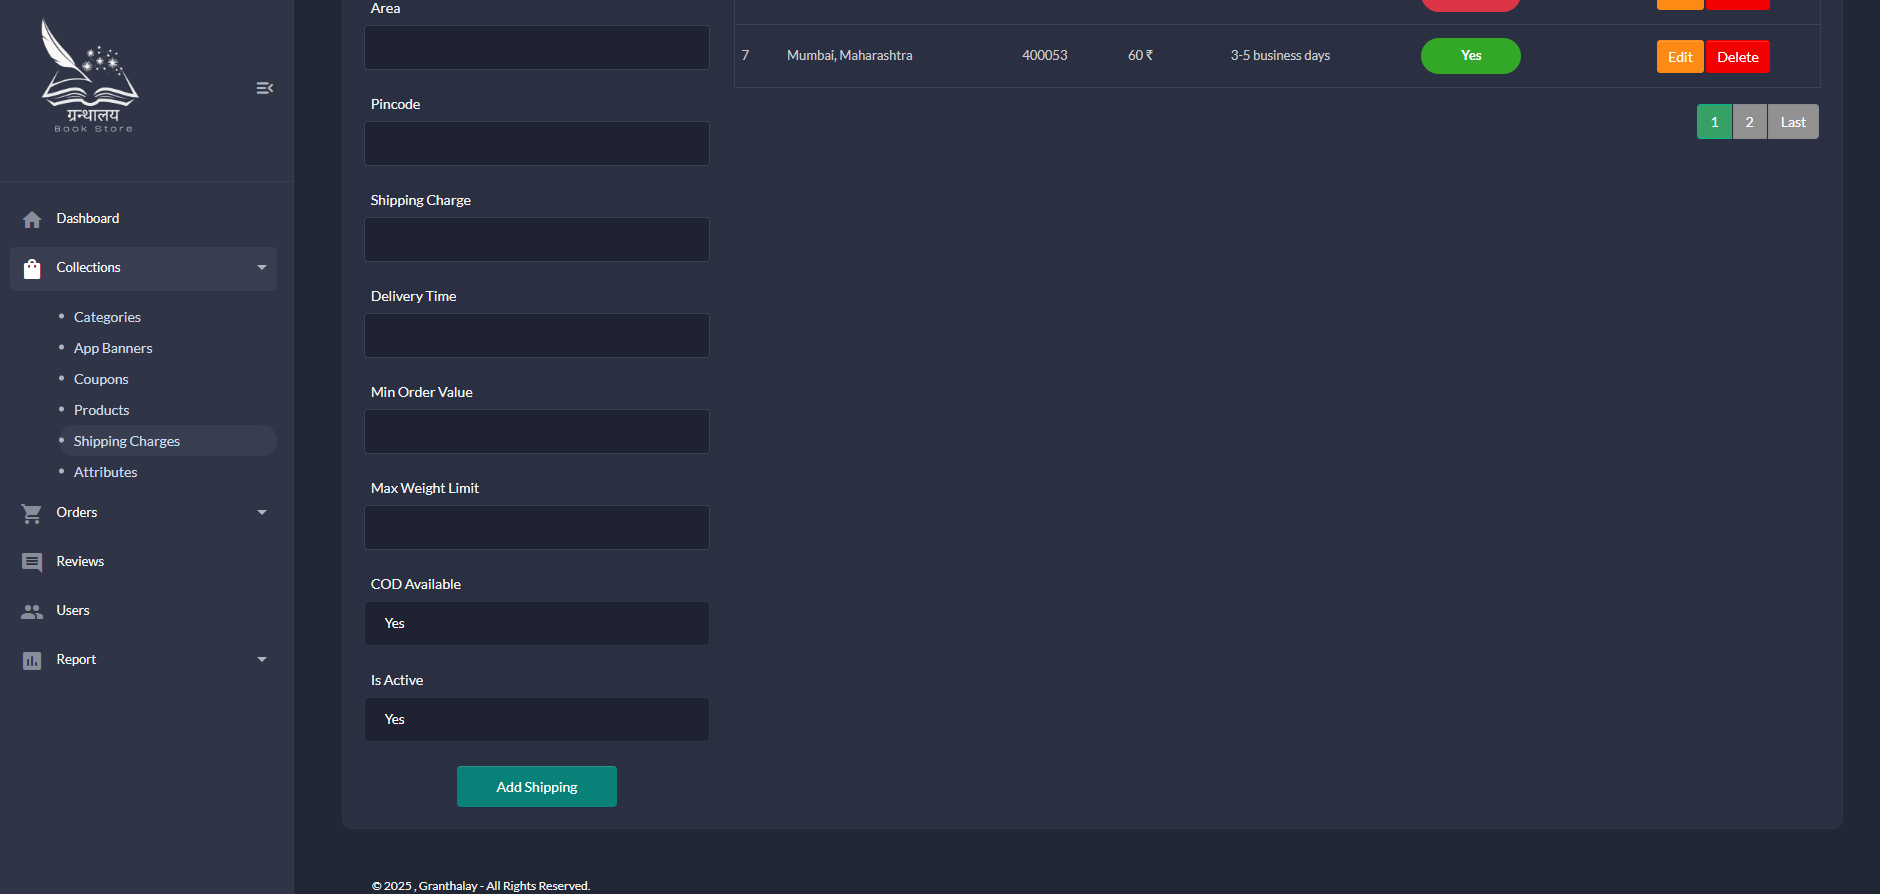 ग्रन्थालय
Book Store
Dashboard
Collections
Categories
App Banners
Coupons
Products
Shipping Charges
Attributes
Orders
Reviews
Users
Report
Area
Pincode
Shipping Charge
Delivery Time
Min Order Value
Max Weight Limit
COD Available
Yes
Is Active
Yes
Add Shipping
7 Mumbai, Maharashtra 400053 60 ₹ 3-5 business days Yes Edit Delete
1 2 Last
© 2025 , Granthalay - All Rights Reserved.